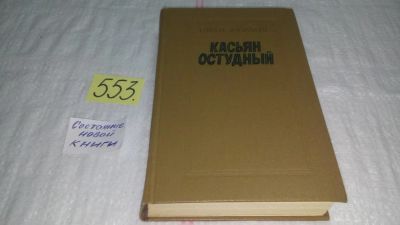 КАСЬЯН
ОСТУДНЫЙ
553.
Состояние
новой
книги